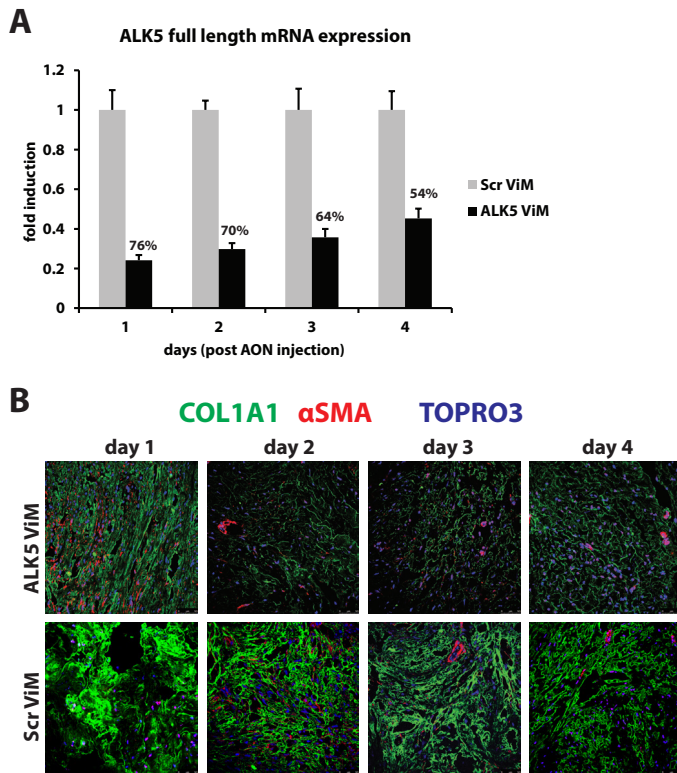 A
ALK5 full length mRNA expression
1.2
1
0.8
0.6
0.4
0.2
0
fold induction
76%
70%
64%
54%
Scr ViM
ALK5 ViM
1 2 3 4
days (post AON injection)
B
COL1A1 αSMA TOPRO3
day 1 day 2 day 3 day 4
ALK5 ViM
Scr ViM